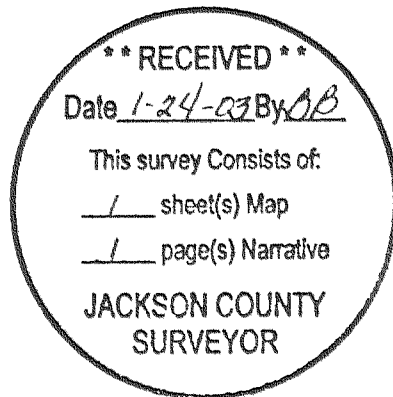 * * RECEIVED * *
Date 1-24-03 By BB
This survey Consists of:
1 sheet(s) Map
1 page(s) Narrative
JACKSON COUNTY
SURVEYOR